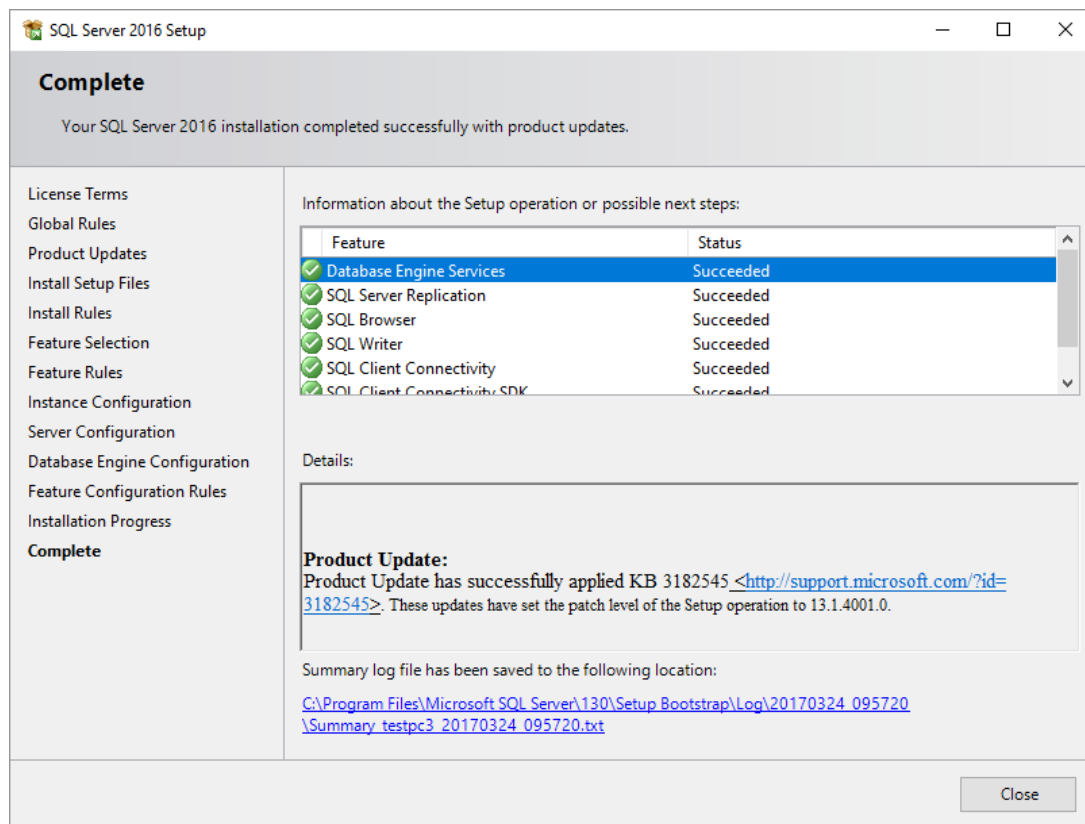 SQL Server 2016 Setup
Complete
Your SQL Server 2016 installation completed successfully with product updates.
License Terms
Global Rules
Product Updates
Install Setup Files
Install Rules
Feature Selection
Feature Rules
Instance Configuration
Server Configuration
Database Engine Configuration
Feature Configuration Rules
Installation Progress
Complete
Information about the Setup operation or possible next steps:
Feature Status
Database Engine Services Succeeded
SQL Server Replication Succeeded
SQL Browser Succeeded
SQL Writer Succeeded
SQL Client Connectivity Succeeded
SQL Client Connectivity SDK Succeeded
Details:
Product Update:
Product Update has successfully applied KB 3182545 <http://support.microsoft.com/?id=
3182545>. These updates have set the patch level of the Setup operation to 13.1.4001.0.
Summary log file has been saved to the following location:
C:\Program Files\Microsoft SQL Server\130\Setup Bootstrap\Log\20170324_095720
\Summary_testpc3_20170324_095720.txt
Close